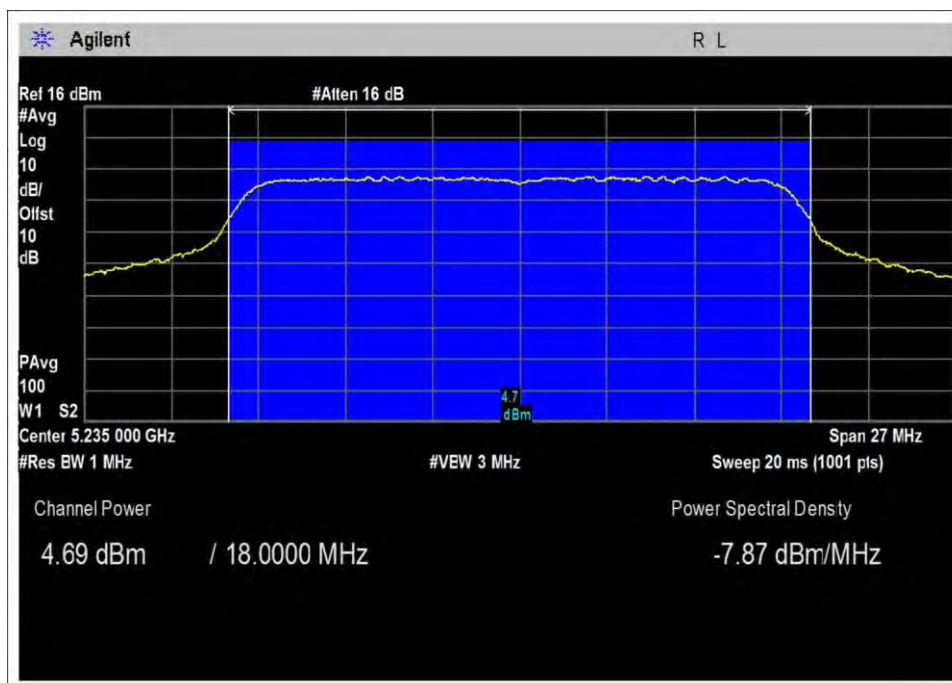 Agilent
R L
Ref 16 dBm
#Atten 16 dB
#Avg
Log
10
dB/
Offst
10
dB
PAvg
100
W1 S2
4.7
dBm
Center 5.235 000 GHz
Span 27 MHz
#Res BW 1 MHz
#VBW 3 MHz
Sweep 20 ms (1001 pts)
Channel Power
Power Spectral Density
4.69 dBm / 18.0000 MHz
-7.87 dBm/MHz